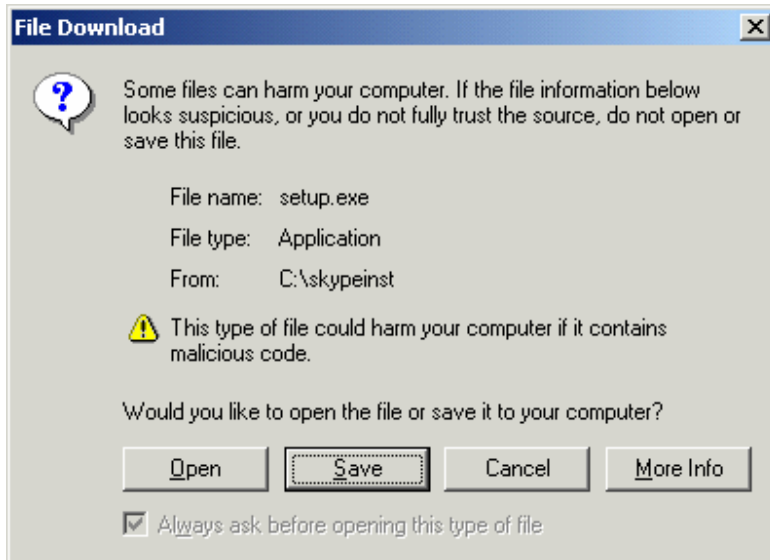 File Download
Some files can harm your computer. If the file information below
looks suspicious, or you do not fully trust the source, do not open or
save this file.
File name: setup.exe
File type: Application
From: C:\skypeinst
This type of file could harm your computer if it contains
malicious code.
Would you like to open the file or save it to your computer?
Open Save Cancel More Info
Always ask before opening this type of file